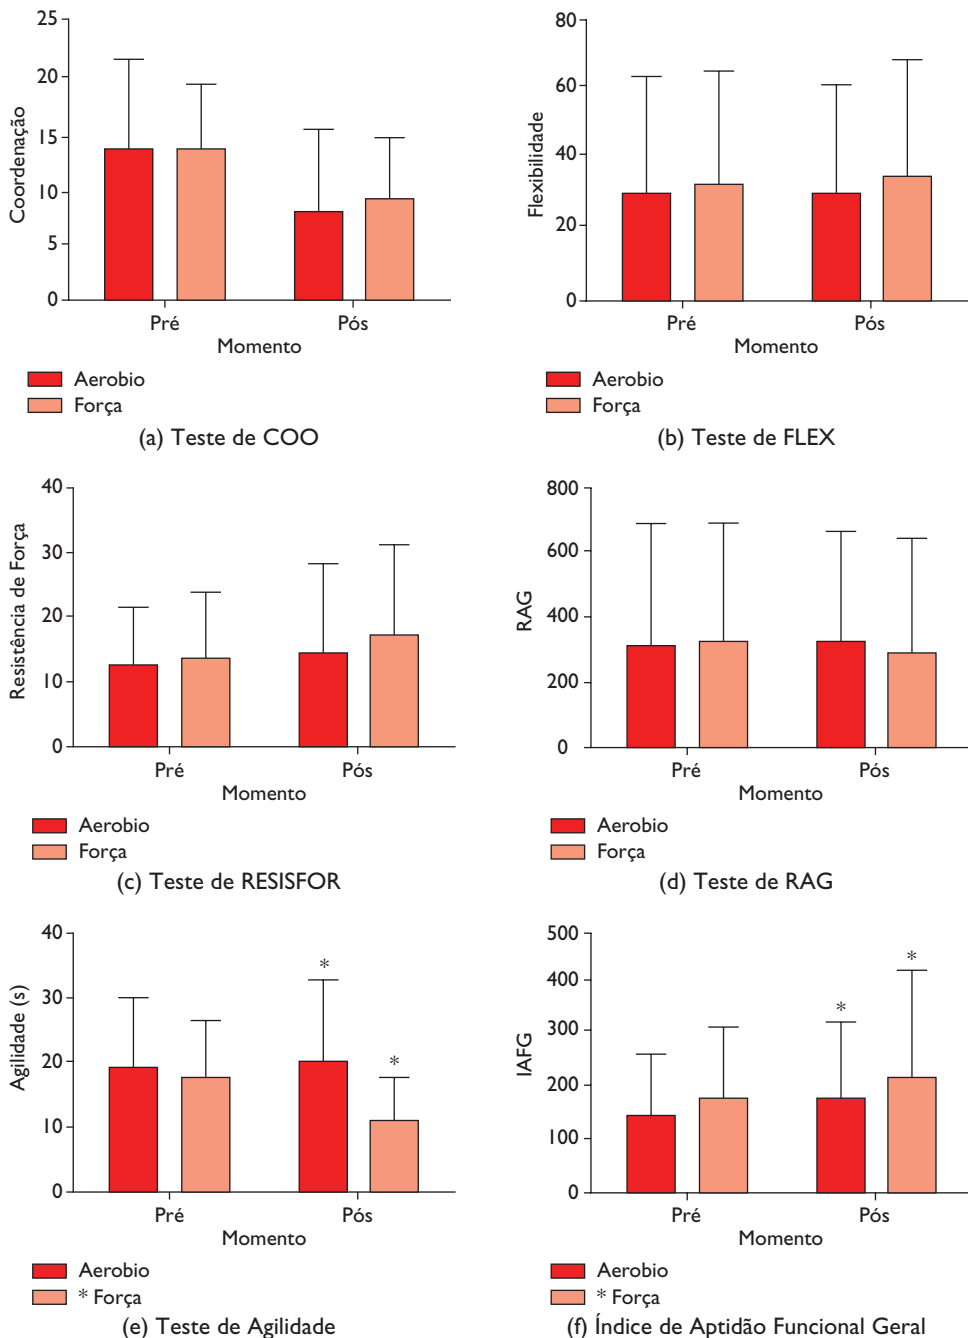 25
20
15
10
5
0
Coordenação
Pré
Pós
Momento
Aerobio
Força
(a) Teste de COO
80
60
40
20
0
Flexibilidade
Pré
Pós
Momento
Aerobio
Força
(b) Teste de FLEX
40
30
20
10
0
Resistência de Força
Pré
Pós
Momento
Aerobio
Força
(c) Teste de RESISFOR
800
600
400
200
0
RAG
Pré
Pós
Momento
Aerobio
Força
(d) Teste de RAG
40
30
20
10
0
Agilidade (s)
*
*
Pré
Pós
Momento
Aerobio
* Força
(e) Teste de Agilidade
500
400
300
200
100
0
IAFG
*
*
Pré
Pós
Momento
Aerobio
* Força
(f) Índice de Aptidão Funcional Geral